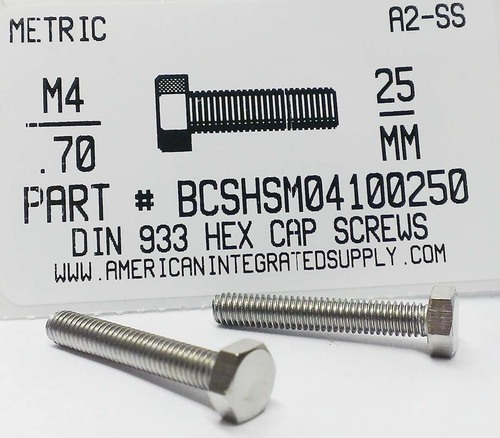 METRIC A2-SS
M4 25
.70 MM
PART # BCSHSM04100250
DIN 933 HEX CAP SCREWS
WWW.AMERICANINTEGRATEDSUPPLY.COM